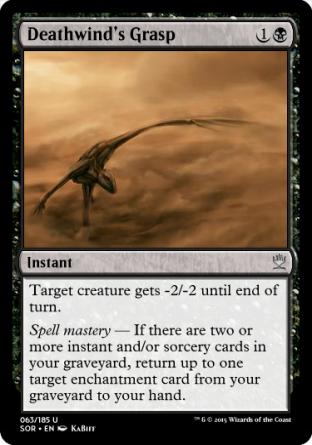 Deathwind's Grasp 1
Instant
Target creature gets -2/-2 until end of
turn.
Spell mastery — If there are two or
more instant and/or sorcery cards in
your graveyard, return up to one
target enchantment card from your
graveyard to your hand.
063/185 U
SOR • EN KABIFF ™ & © 2015 Wizards of the Coast